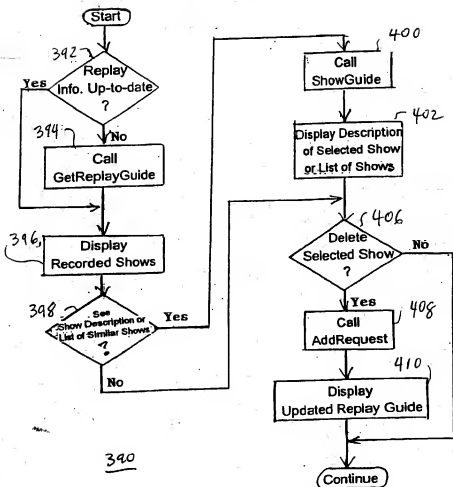 Start
392
Replay
Info. Up-to-date
?
Yes
No
394
Call
GetReplayGuide
396
Display
Recorded Shows
398
See
Show Description or
List of Similar Shows
?
Yes
No
390
400
Call
ShowGuide
402
Display Description
of Selected Show
or List of Shows
406
Delete
Selected Show
?
No
Yes
408
Call
AddRequest
410
Display
Updated Replay Guide
Continue